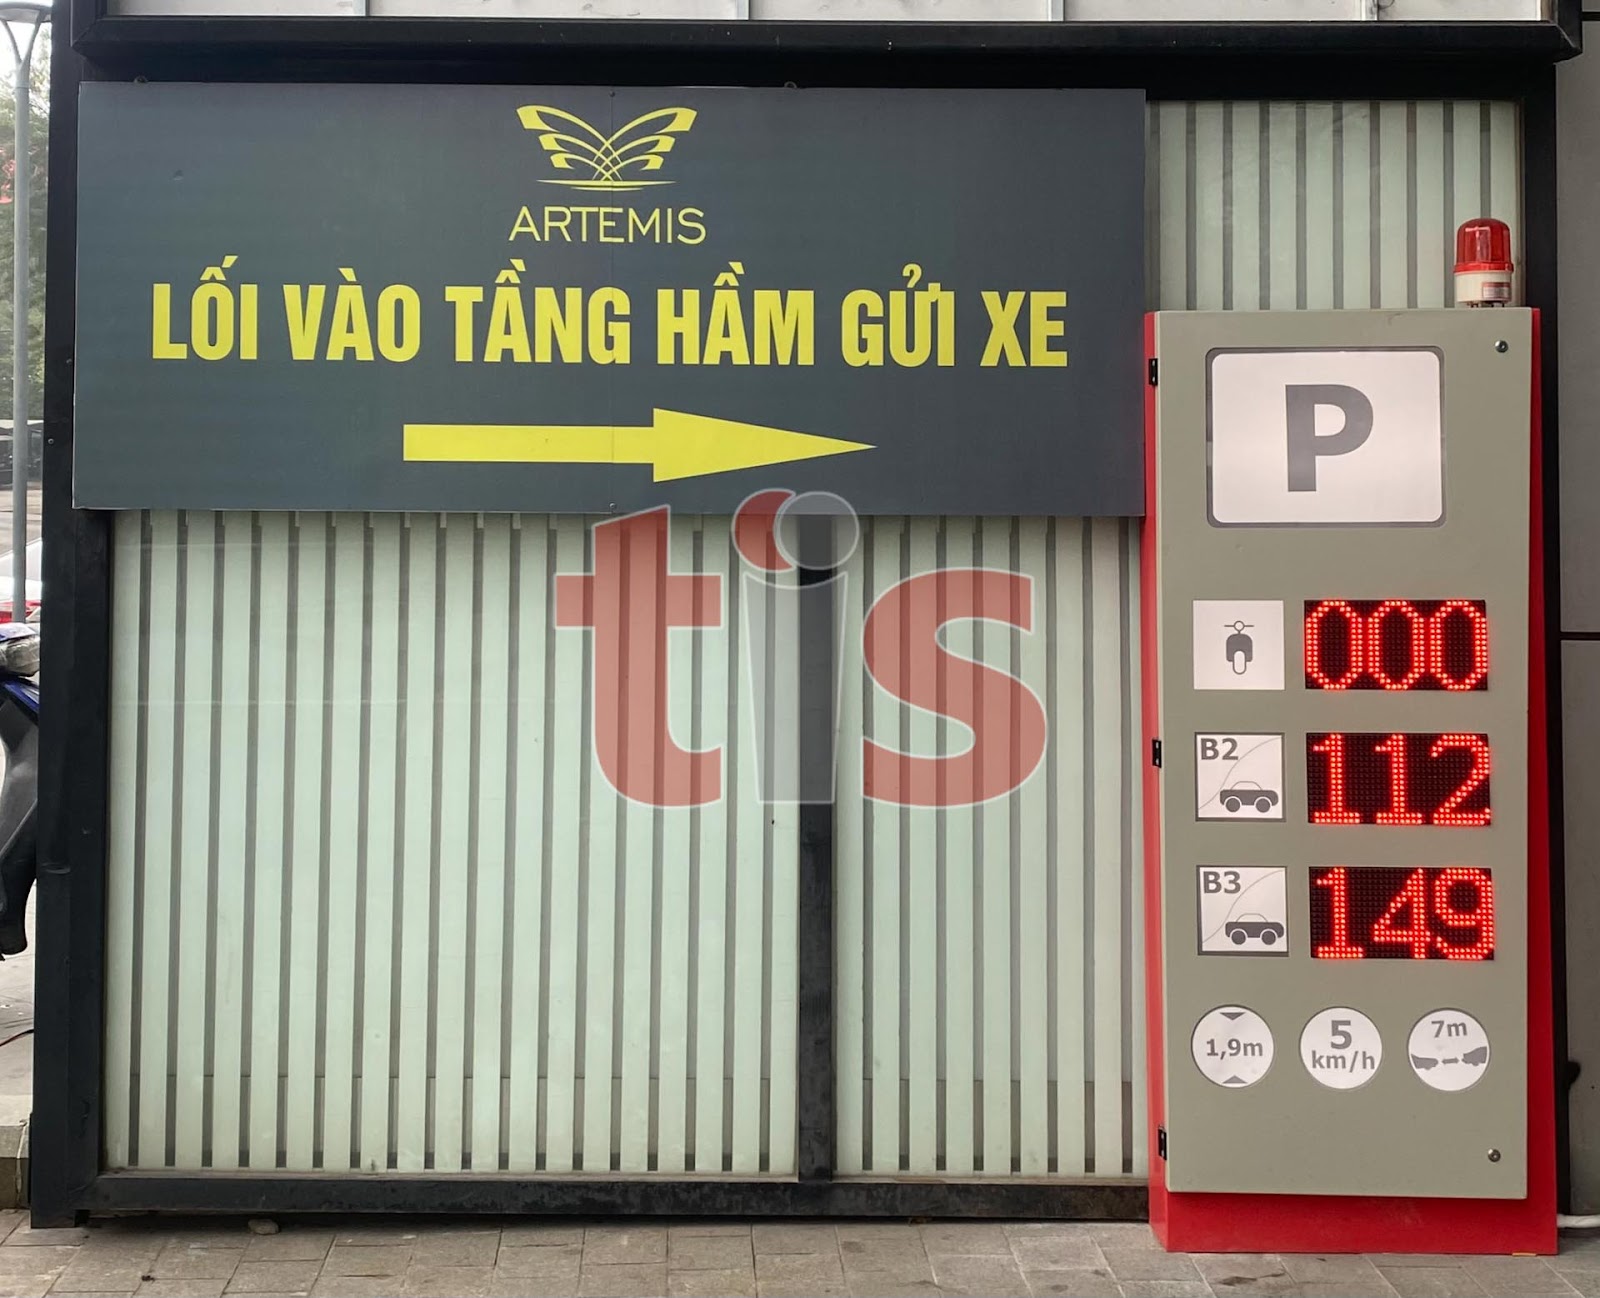 ARTEMIS
LỐI VÀO TẦNG HẦM GỬI XE
tis
P
000
B2
112
B3
149
1,9m
5
km/h
7m